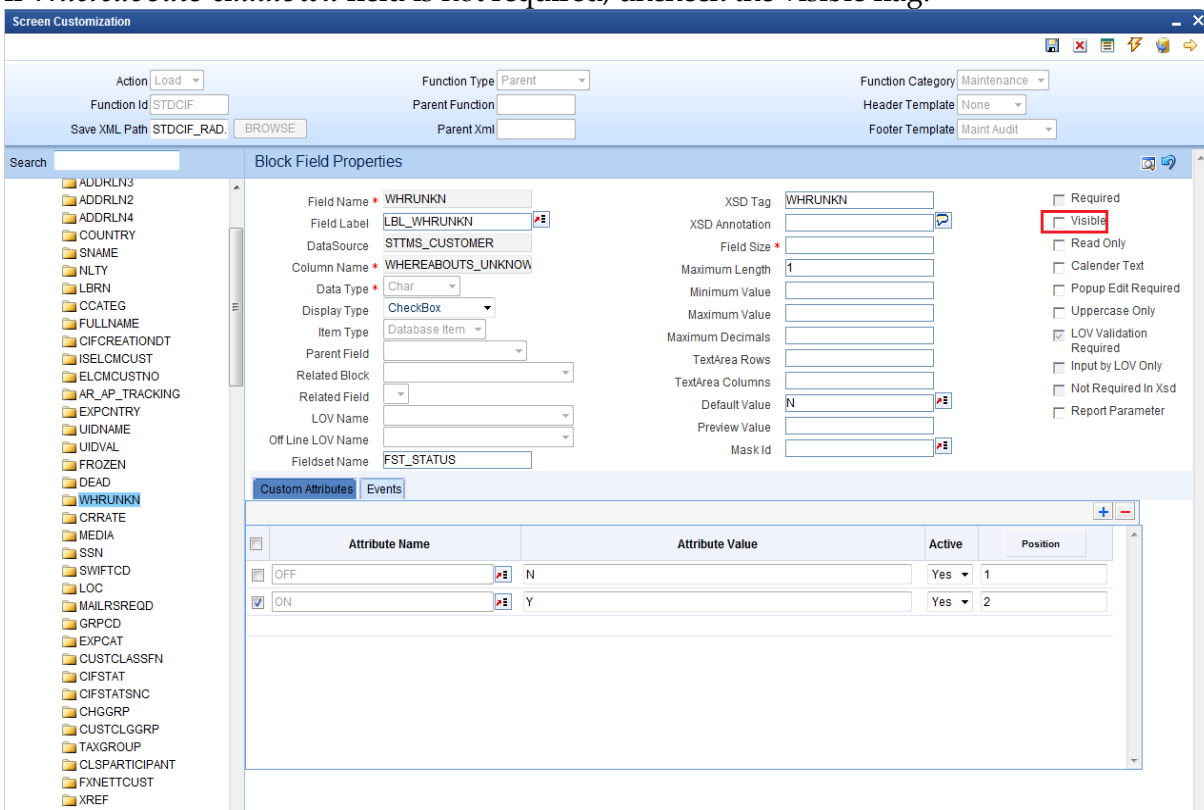 If Whereabouts Unknown field is not required, uncheck the visible flag.
Screen Customization
Action Load
Function Type Parent
Function Category Maintenance
Function Id STDCIF
Parent Function
Header Template None
Save XML Path STDCIF_RAD. BROWSE
Parent Xml
Footer Template Maint Audit
Search
ADDRLN3
ADDRLN2
ADDRLN4
COUNTRY
SNAME
NLTY
LBRN
CCATEG
FULLNAME
CIFCREATIONDT
ISELCMCUST
ELCMCUSTNO
AR_AP_TRACKING
EXPCNTRY
UIDNAME
UIDVAL
FROZEN
DEAD
WHRUNKN
CRRATE
MEDIA
SSN
SWIFTCD
LOC
MAILRSREQD
GRPCD
EXPCAT
CUSTCLASSFN
CIFSTAT
CIFSTATSNC
CHGGRP
CUSTCLGGRP
TAXGROUP
CLSPARTICIPANT
FXNETTCUST
XREF
Block Field Properties
Field Name * WHRUNKN
Field Label LBL_WHRUNKN
DataSource STTMS_CUSTOMER
Column Name * WHEREABOUTS_UNKNOW
Data Type * Char
Display Type CheckBox
Item Type Database Item
Parent Field
Related Block
Related Field
LOV Name
Off Line LOV Name
Fieldset Name FST_STATUS
XSD Tag WHRUNKN
XSD Annotation
Field Size *
Maximum Length 1
Minimum Value
Maximum Value
Maximum Decimals
TextArea Rows
TextArea Columns
Default Value N
Preview Value
Mask Id
Required
Visible
Read Only
Calender Text
Popup Edit Required
Uppercase Only
LOV Validation
Required
Input by LOV Only
Not Required In Xsd
Report Parameter
Custom Attributes Events
Attribute Name Attribute Value Active Position
OFF N Yes 1
ON Y Yes 2